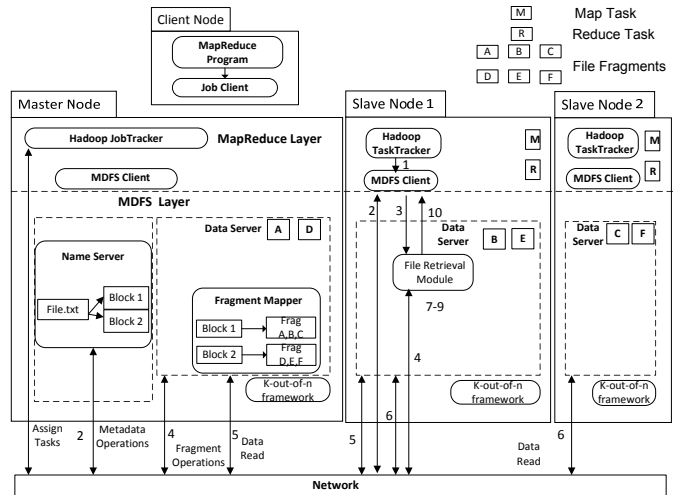 Client Node
MapReduce
Program
Job Client
M
Map Task
R
Reduce Task
A
B
C
D
E
F
File Fragments
Master Node
Hadoop JobTracker
MapReduce Layer
MDFS Client
MDFS Layer
Name Server
File.txt
Block 1
Block 2
Data Server
A
D
Fragment Mapper
Block 1
Frag
A,B,C
Block 2
Frag
D,E,F
K-out-of-n
framework
Slave Node 1
Hadoop
TaskTracker
1
MDFS Client
M
R
2
3
10
Data
Server
B
E
File Retrieval
Module
7-9
4
K-out-of-n
framework
6
5
Slave Node 2
Hadoop
TaskTracker
MDFS Client
M
R
Data
Server
C
F
K-out-of-n
framework
Assign
Tasks
2
Metadata
Operations
4
Fragment
Operations
5
Data
Read
Data
Read
6
Network